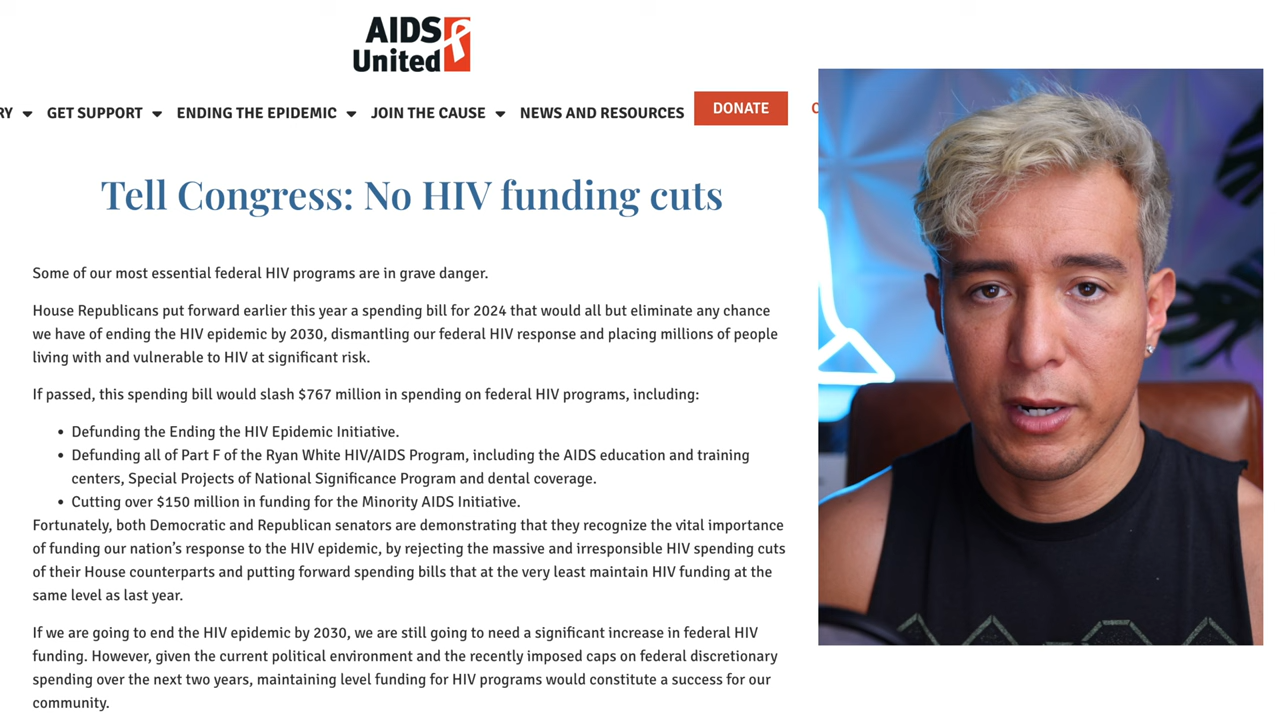 AIDS
United
RY GET SUPPORT ENDING THE EPIDEMIC JOIN THE CAUSE NEWS AND RESOURCES DONATE
Tell Congress: No HIV funding cuts
Some of our most essential federal HIV programs are in grave danger.
House Republicans put forward earlier this year a spending bill for 2024 that would all but eliminate any chance
we have of ending the HIV epidemic by 2030, dismantling our federal HIV response and placing millions of people
living with and vulnerable to HIV at significant risk.
If passed, this spending bill would slash $767 million in spending on federal HIV programs, including:
• Defunding the Ending the HIV Epidemic Initiative.
• Defunding all of Part F of the Ryan White HIV/AIDS Program, including the AIDS education and training
centers, Special Projects of National Significance Program and dental coverage.
• Cutting over $150 million in funding for the Minority AIDS Initiative.
Fortunately, both Democratic and Republican senators are demonstrating that they recognize the vital importance
of funding our nation’s response to the HIV epidemic, by rejecting the massive and irresponsible HIV spending cuts
of their House counterparts and putting forward spending bills that at the very least maintain HIV funding at the
same level as last year.
If we are going to end the HIV epidemic by 2030, we are still going to need a significant increase in federal HIV
funding. However, given the current political environment and the recently imposed caps on federal discretionary
spending over the next two years, maintaining level funding for HIV programs would constitute a success for our
community.